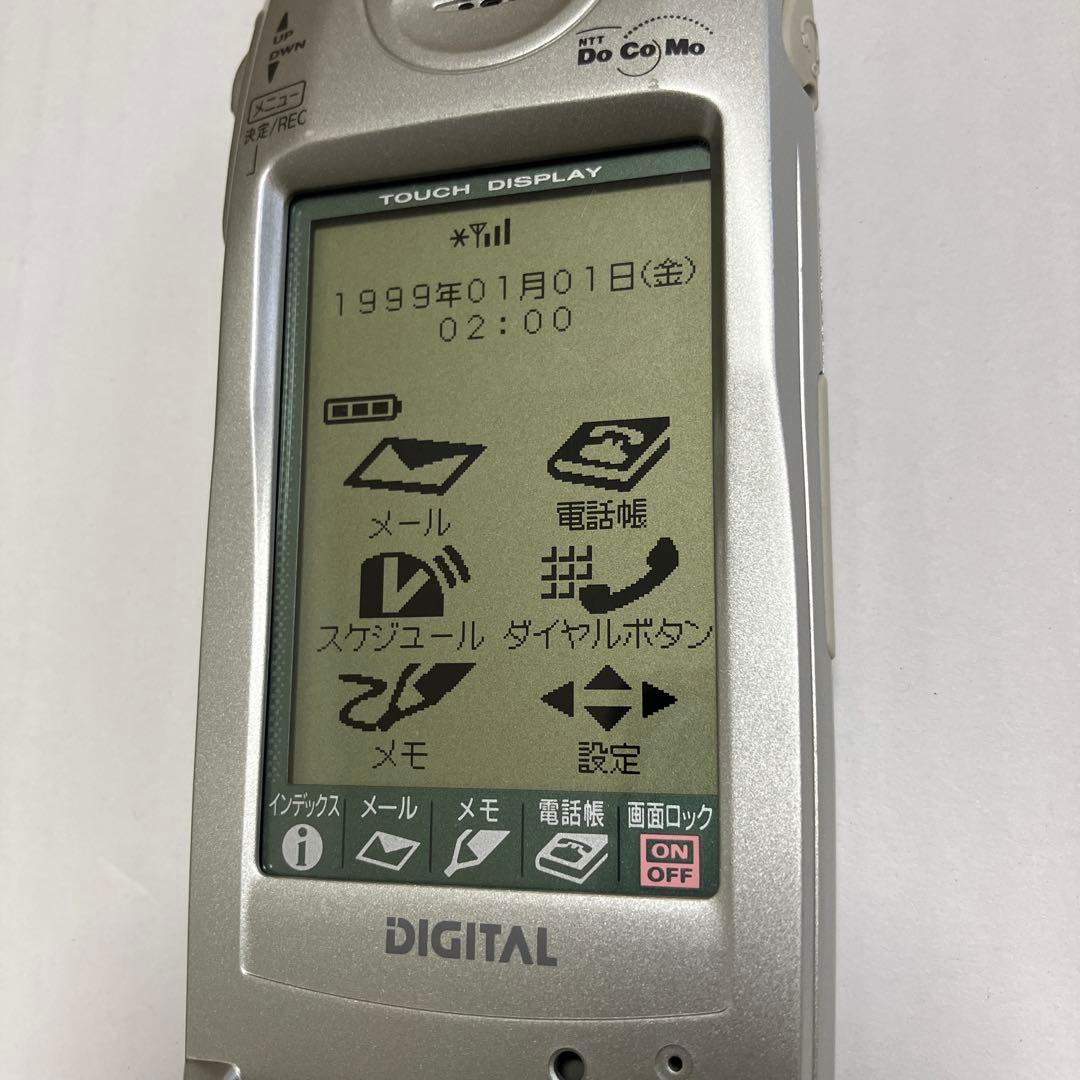 UP
DWN
メニュー
決定/REC
NTT
DoCoMo
TOUCH DISPLAY
1999年01月01日(金)
02:00
メール
電話帳
スケジュール
ダイヤルボタン
メモ
設定
インデックス
メール
メモ
電話帳
画面ロック
i
ON
OFF
DIGITAL